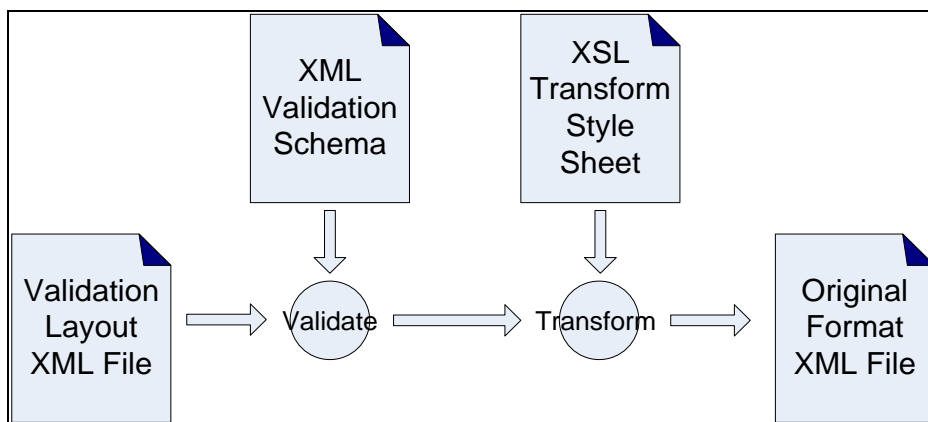 XML
Validation
Schema
XSL
Transform
Style
Sheet
Validation
Layout
XML File
Validate
Transform
Original
Format
XML File